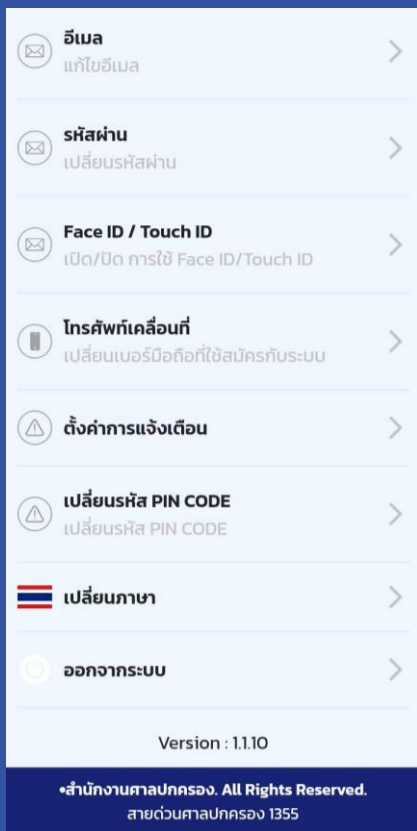 อีเมล
แก้ไขอีเมล
รหัสผ่าน
เปลี่ยนรหัสผ่าน
Face ID / Touch ID
เปิด/ปิด การใช้ Face ID/Touch ID
โทรศัพท์เคลื่อนที่
เปลี่ยนเบอร์มือถือที่ใช้สมัครกับระบบ
ตั้งค่าการแจ้งเตือน
เปลี่ยนรหัส PIN CODE
เปลี่ยนรหัส PIN CODE
เปลี่ยนภาษา
ออกจากระบบ
Version : 1.1.10
•สำนักงานศาลปกครอง. All Rights Reserved.
สายด่วนศาลปกครอง 1355